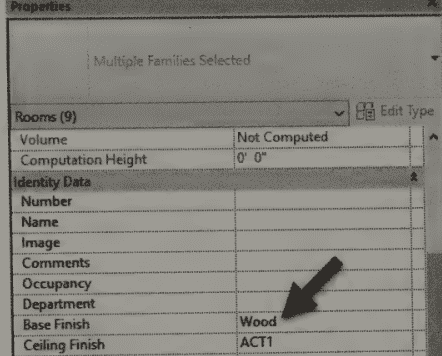 Properties
Multiple Families Selected
Rooms (9) Edit Type
Volume Not Computed
Computation Height 0' 0"
Identity Data
Number
Name
Image
Comments
Occupancy
Department
Base Finish Wood
Ceiling Finish ACT1